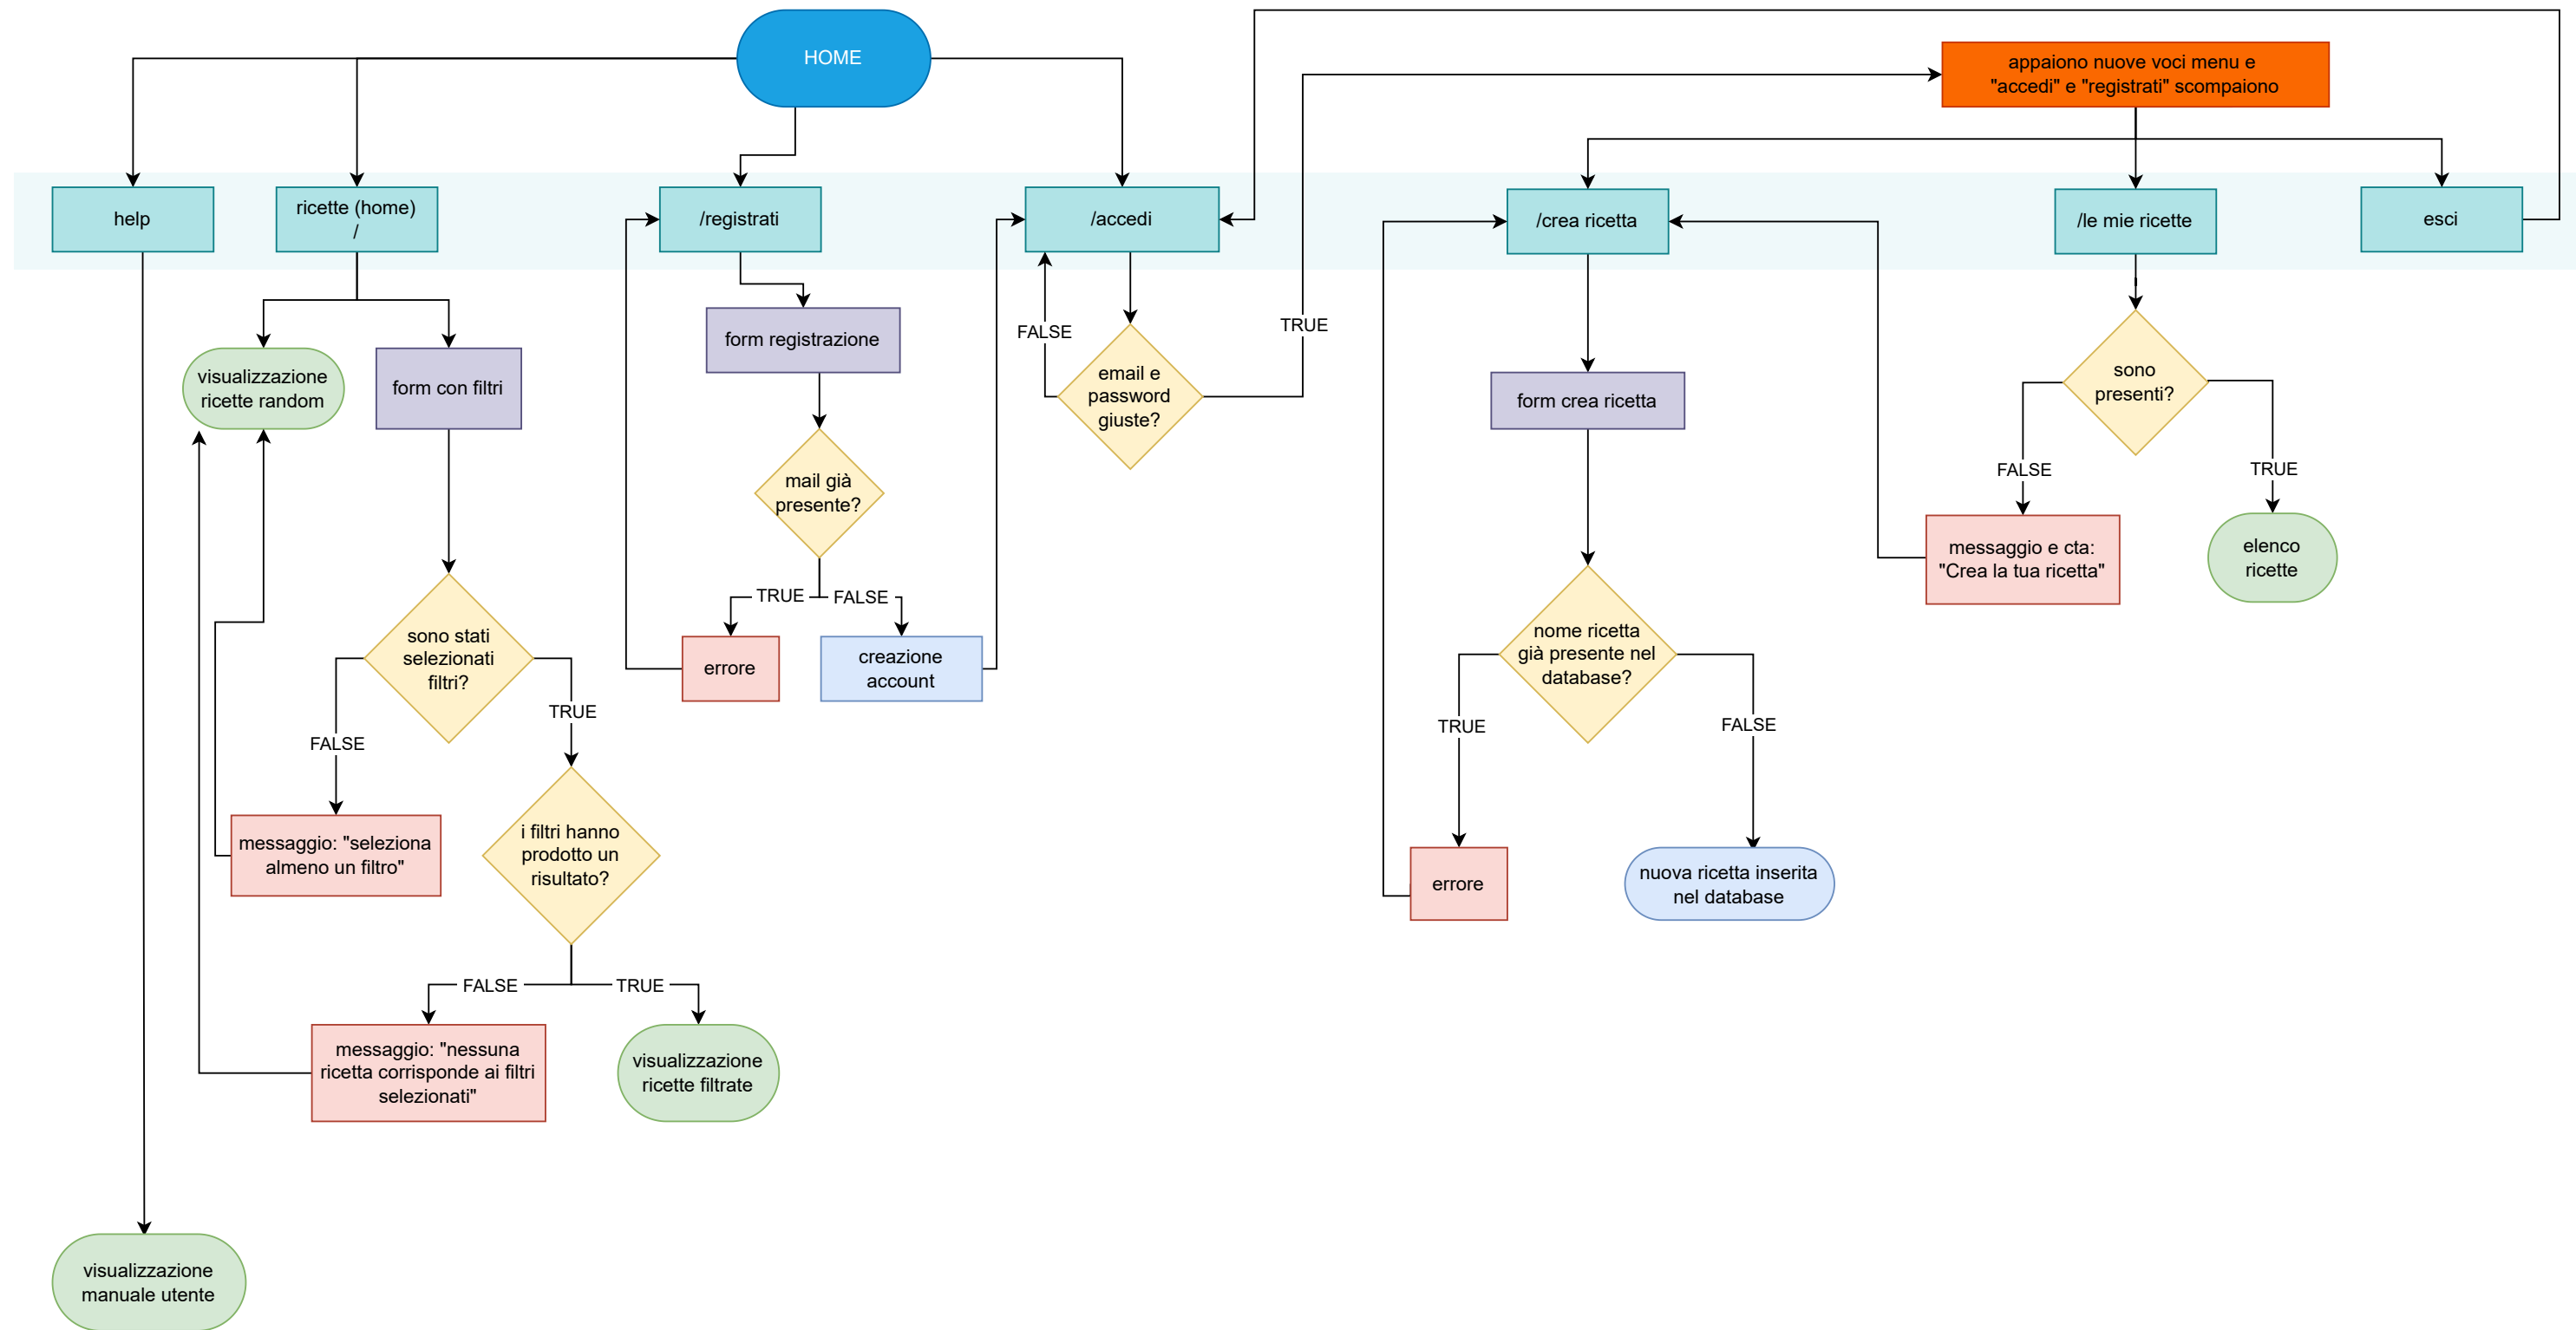 HOME
appaiono nuove voci menu e
"accedi" e "registrati" scompaiono
help
ricette (home)
/
/registrati
/accedi
/crea ricetta
/le mie ricette
esci
visualizzazione
ricette random
form con filtri
form registrazione
FALSE
TRUE
email e
password
giuste?
form crea ricetta
sono
presenti?
mail già
presente?
FALSE
TRUE
messaggio e cta:
"Crea la tua ricetta"
elenco
ricette
TRUE
FALSE
errore
creazione
account
sono stati
selezionati
filtri?
FALSE
TRUE
nome ricetta
già presente nel
database?
TRUE
FALSE
messaggio: "seleziona
almeno un filtro"
i filtri hanno
prodotto un
risultato?
errore
nuova ricetta inserita
nel database
FALSE
TRUE
messaggio: "nessuna
ricetta corrisponde ai filtri
selezionati"
visualizzazione
ricette filtrate
visualizzazione
manuale utente